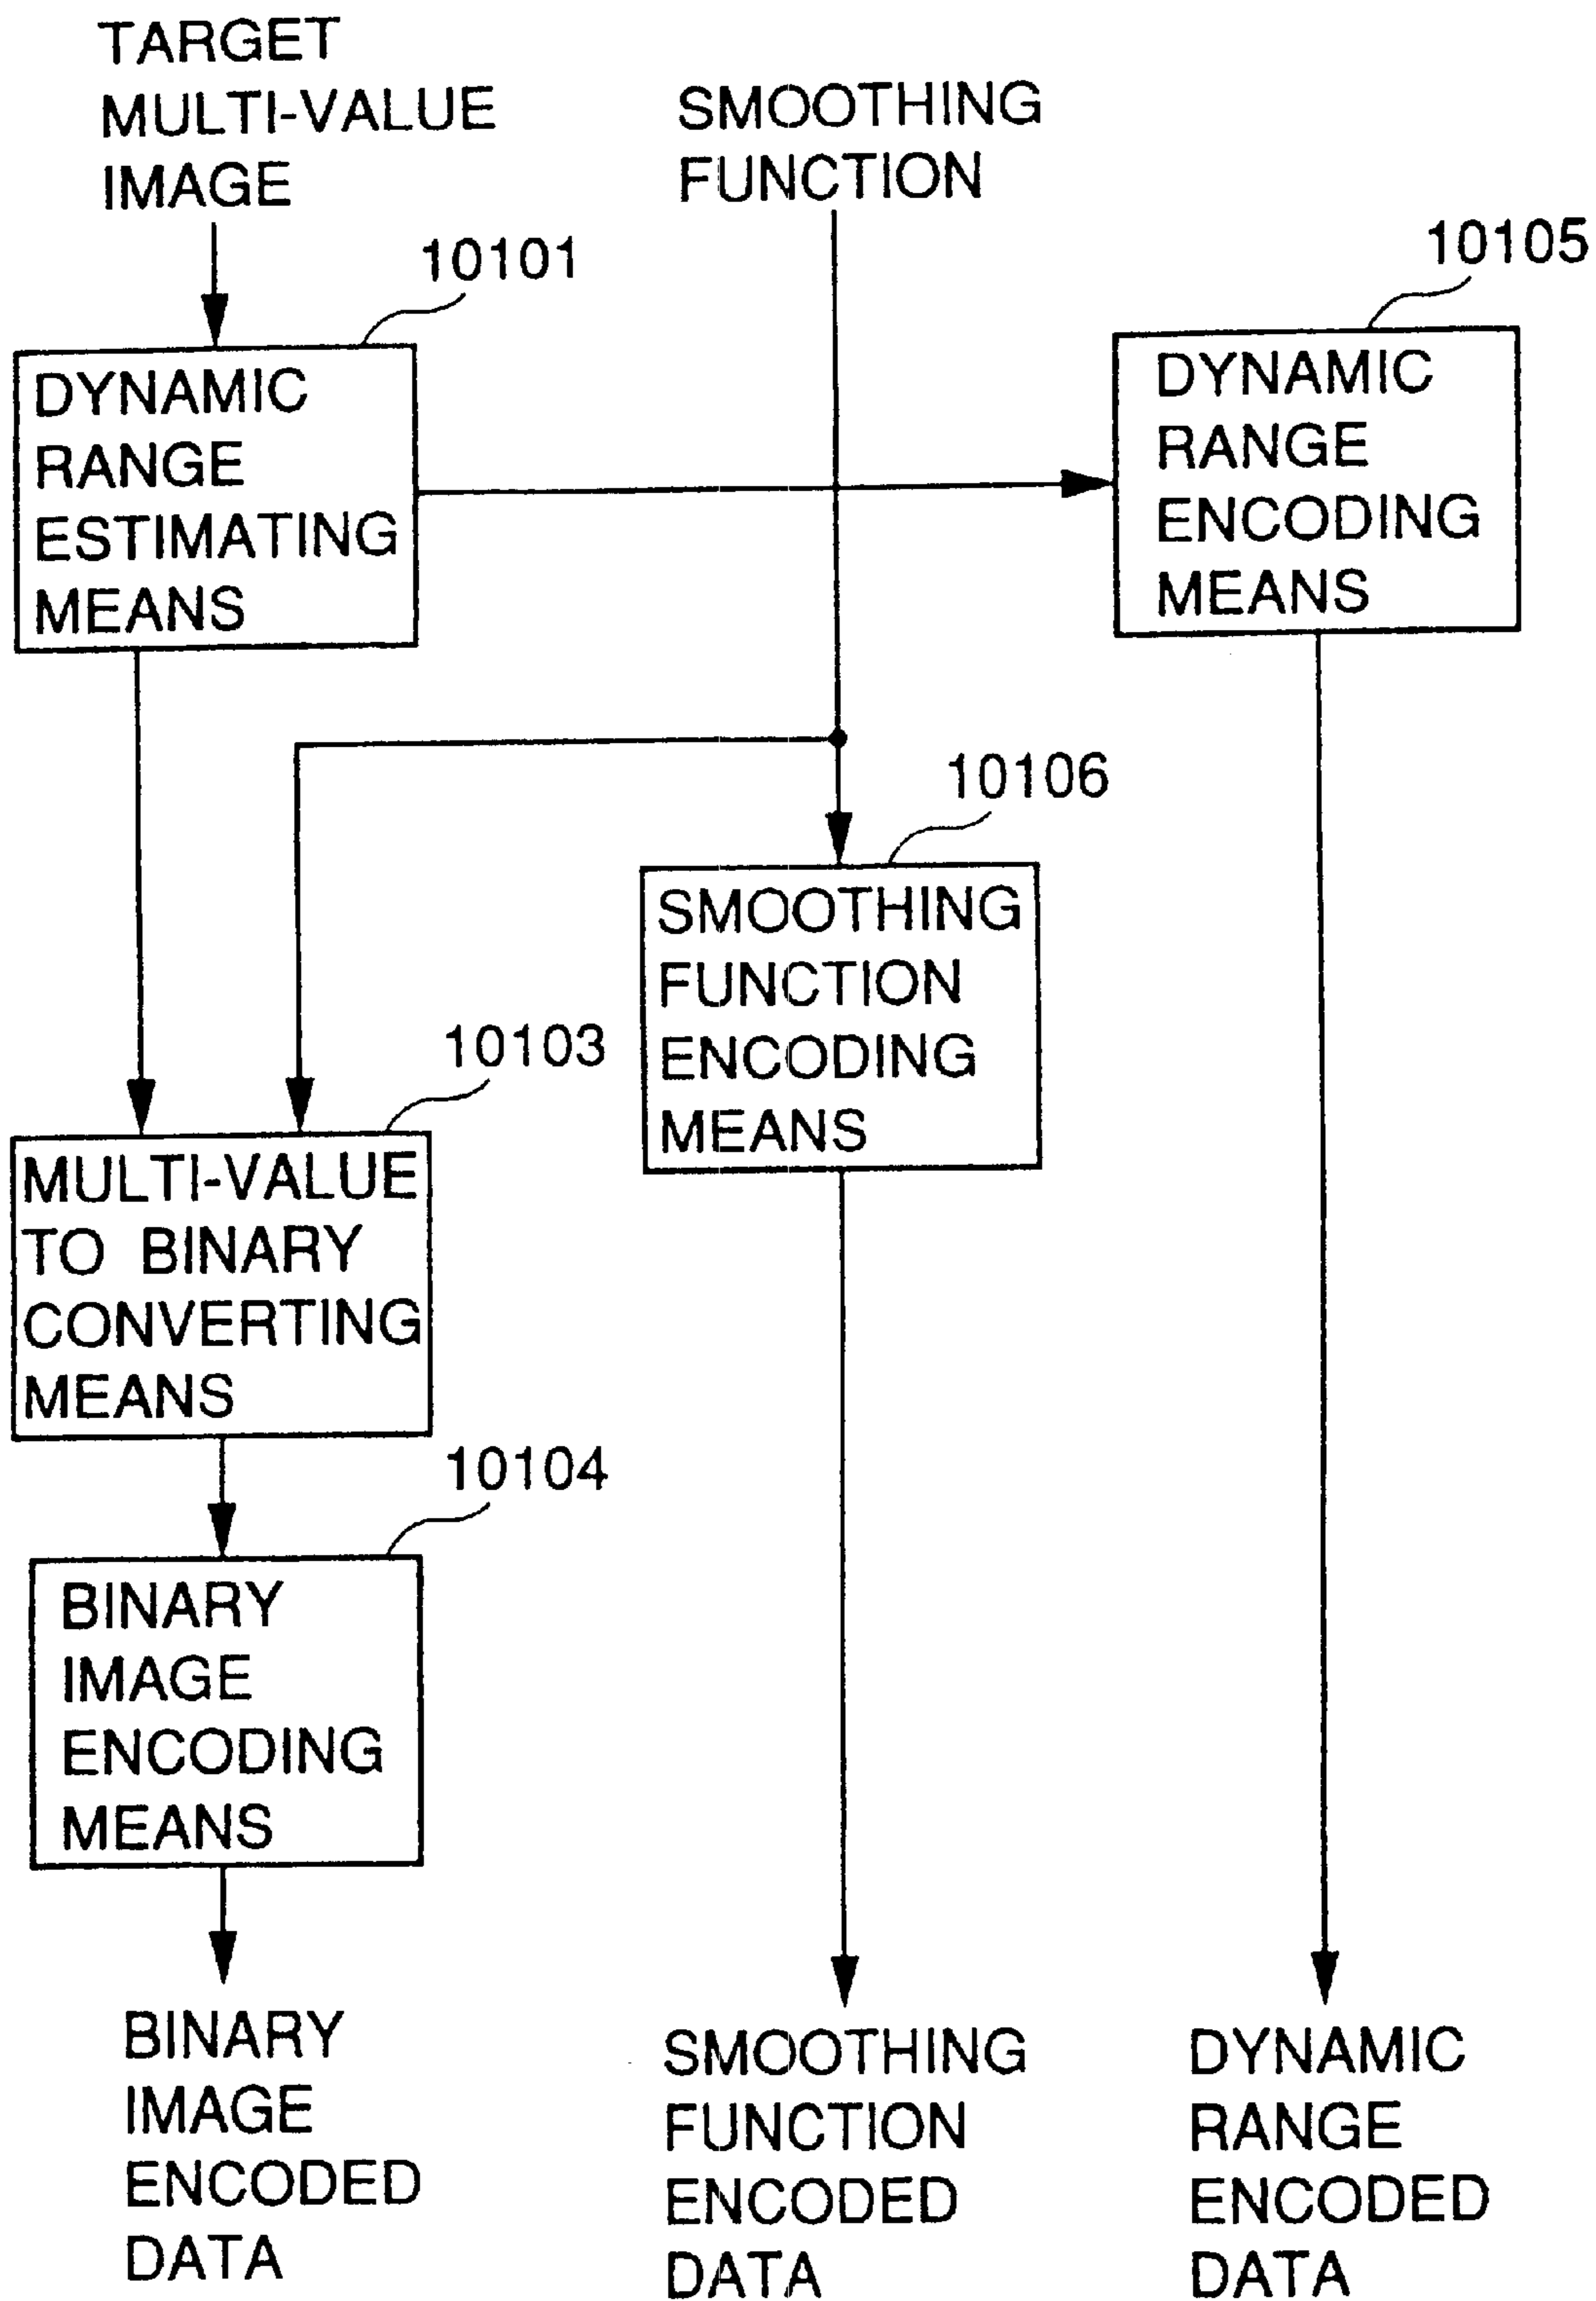 TARGET
MULTI-VALUE
IMAGE
SMOOTHING
FUNCTION
10101
10105
DYNAMIC
RANGE
ESTIMATING
MEANS
DYNAMIC
RANGE
ENCODING
MEANS
10106
SMOOTHING
FUNCTION
ENCODING
MEANS
10103
MULTI-VALUE
TO BINARY
CONVERTING
MEANS
10104
BINARY
IMAGE
ENCODING
MEANS
BINARY
IMAGE
ENCODED
DATA
SMOOTHING
FUNCTION
ENCODED
DATA
DYNAMIC
RANGE
ENCODED
DATA